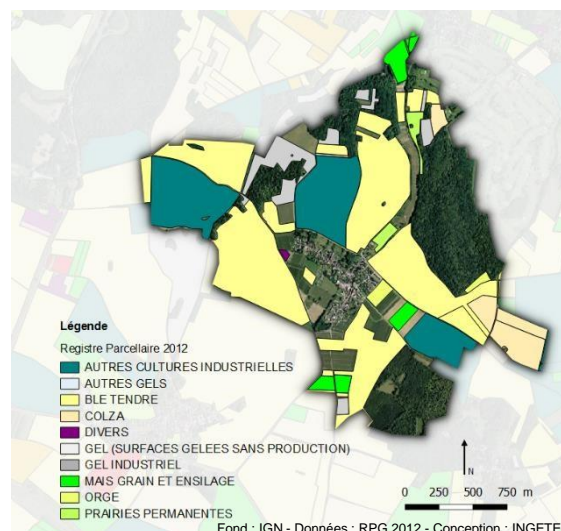 Légende
Registre Parcellaire 2012
AUTRES CULTURES INDUSTRIELLES
AUTRES GELS
BLE TENDRE
COLZA
DIVERS
GEL (SURFACES GELEES SANS PRODUCTION)
GEL INDUSTRIEL
MAIS GRAIN ET ENSILAGE
ORGE
PRAIRIES PERMANENTES
N
0 250 500 750 m
Fond : IGN - Données : RPG 2012 - Conception : INGETE